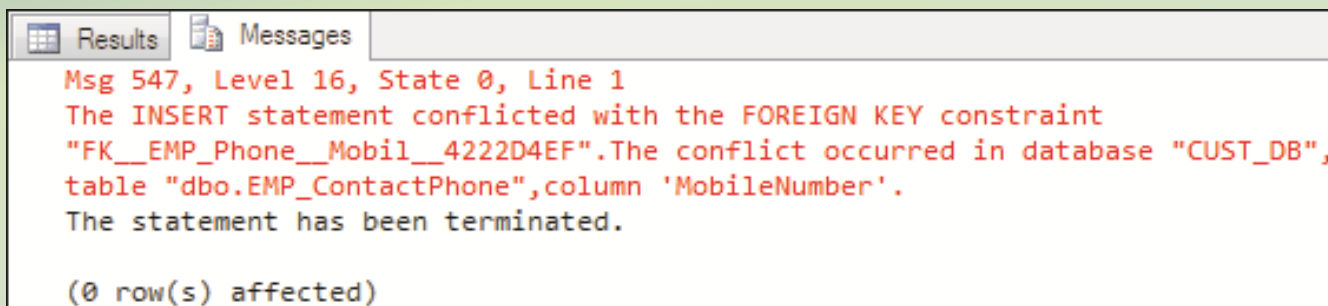 Results Messages
Msg 547, Level 16, State 0, Line 1
The INSERT statement conflicted with the FOREIGN KEY constraint
"FK__EMP_Phone__Mobil__4222D4EF".The conflict occurred in database "CUST_DB",
table "dbo.EMP_ContactPhone",column 'MobileNumber'.
The statement has been terminated.
(0 row(s) affected)